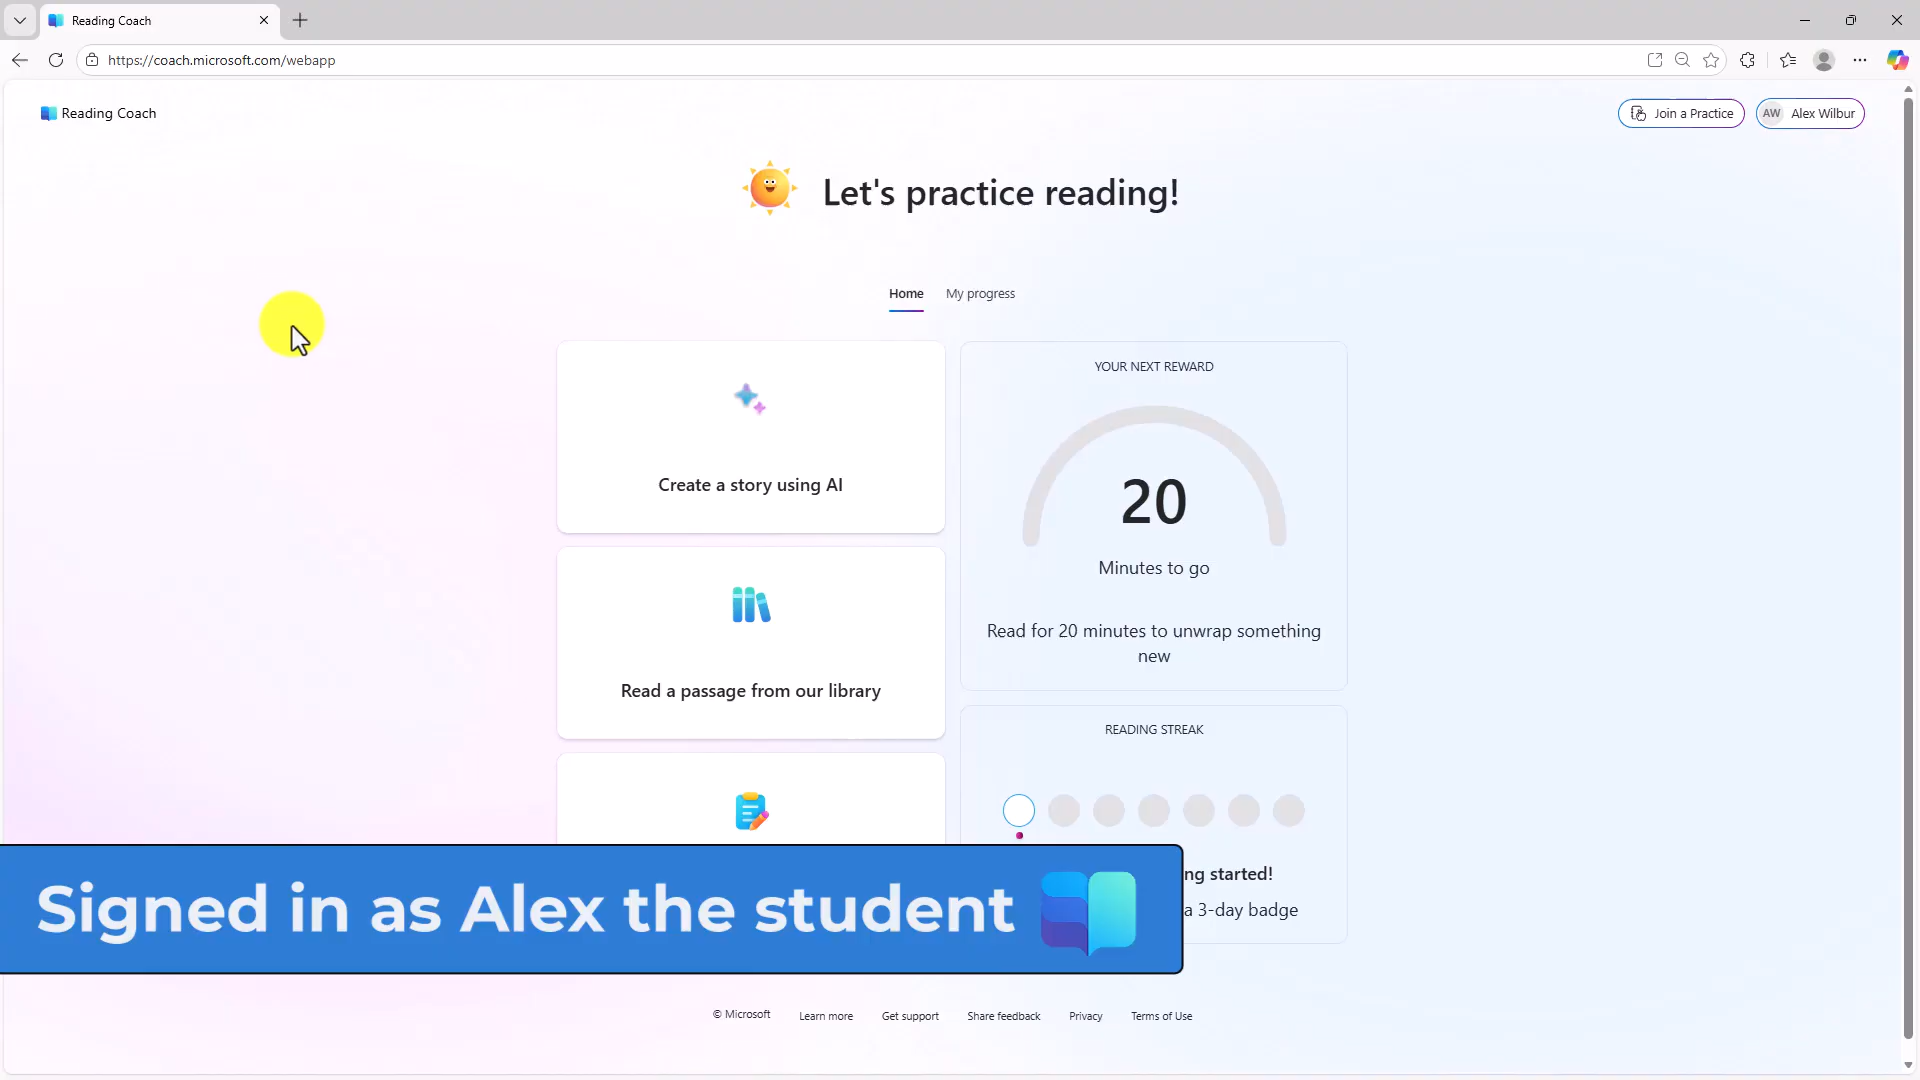 Reading Coach
https://coach.microsoft.com/webapp
Reading Coach
Join a Practice
AW Alex Wilbur
Let's practice reading!
Home
My progress
Create a story using AI
Read a passage from our library
YOUR NEXT REWARD
20
Minutes to go
Read for 20 minutes to unwrap something
new
READING STREAK
ng started!
a 3-day badge
Signed in as Alex the student
© Microsoft
Learn more
Get support
Share feedback
Privacy
Terms of Use